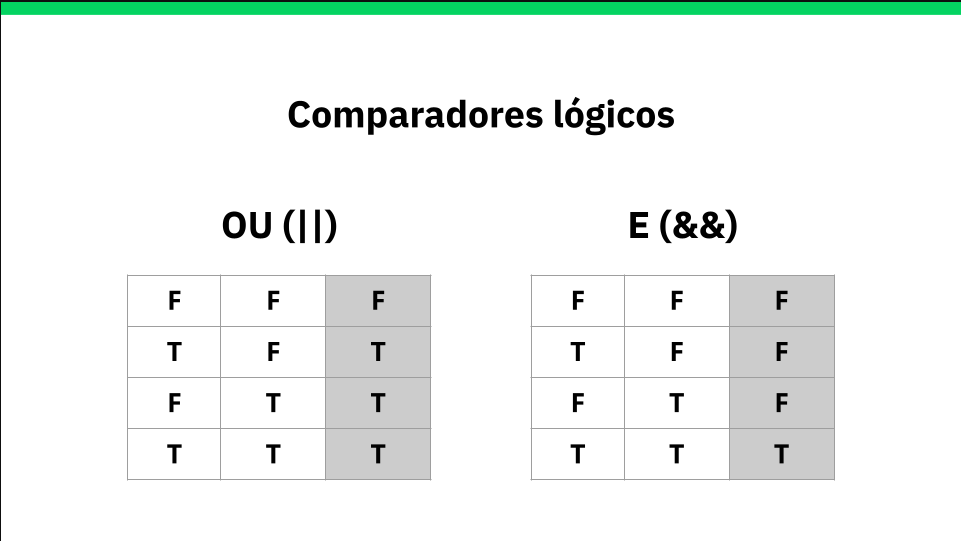 Comparadores lógicos
OU (||)
F F F
T F T
F T T
T T T
E (&&)
F F F
T F F
F T F
T T T